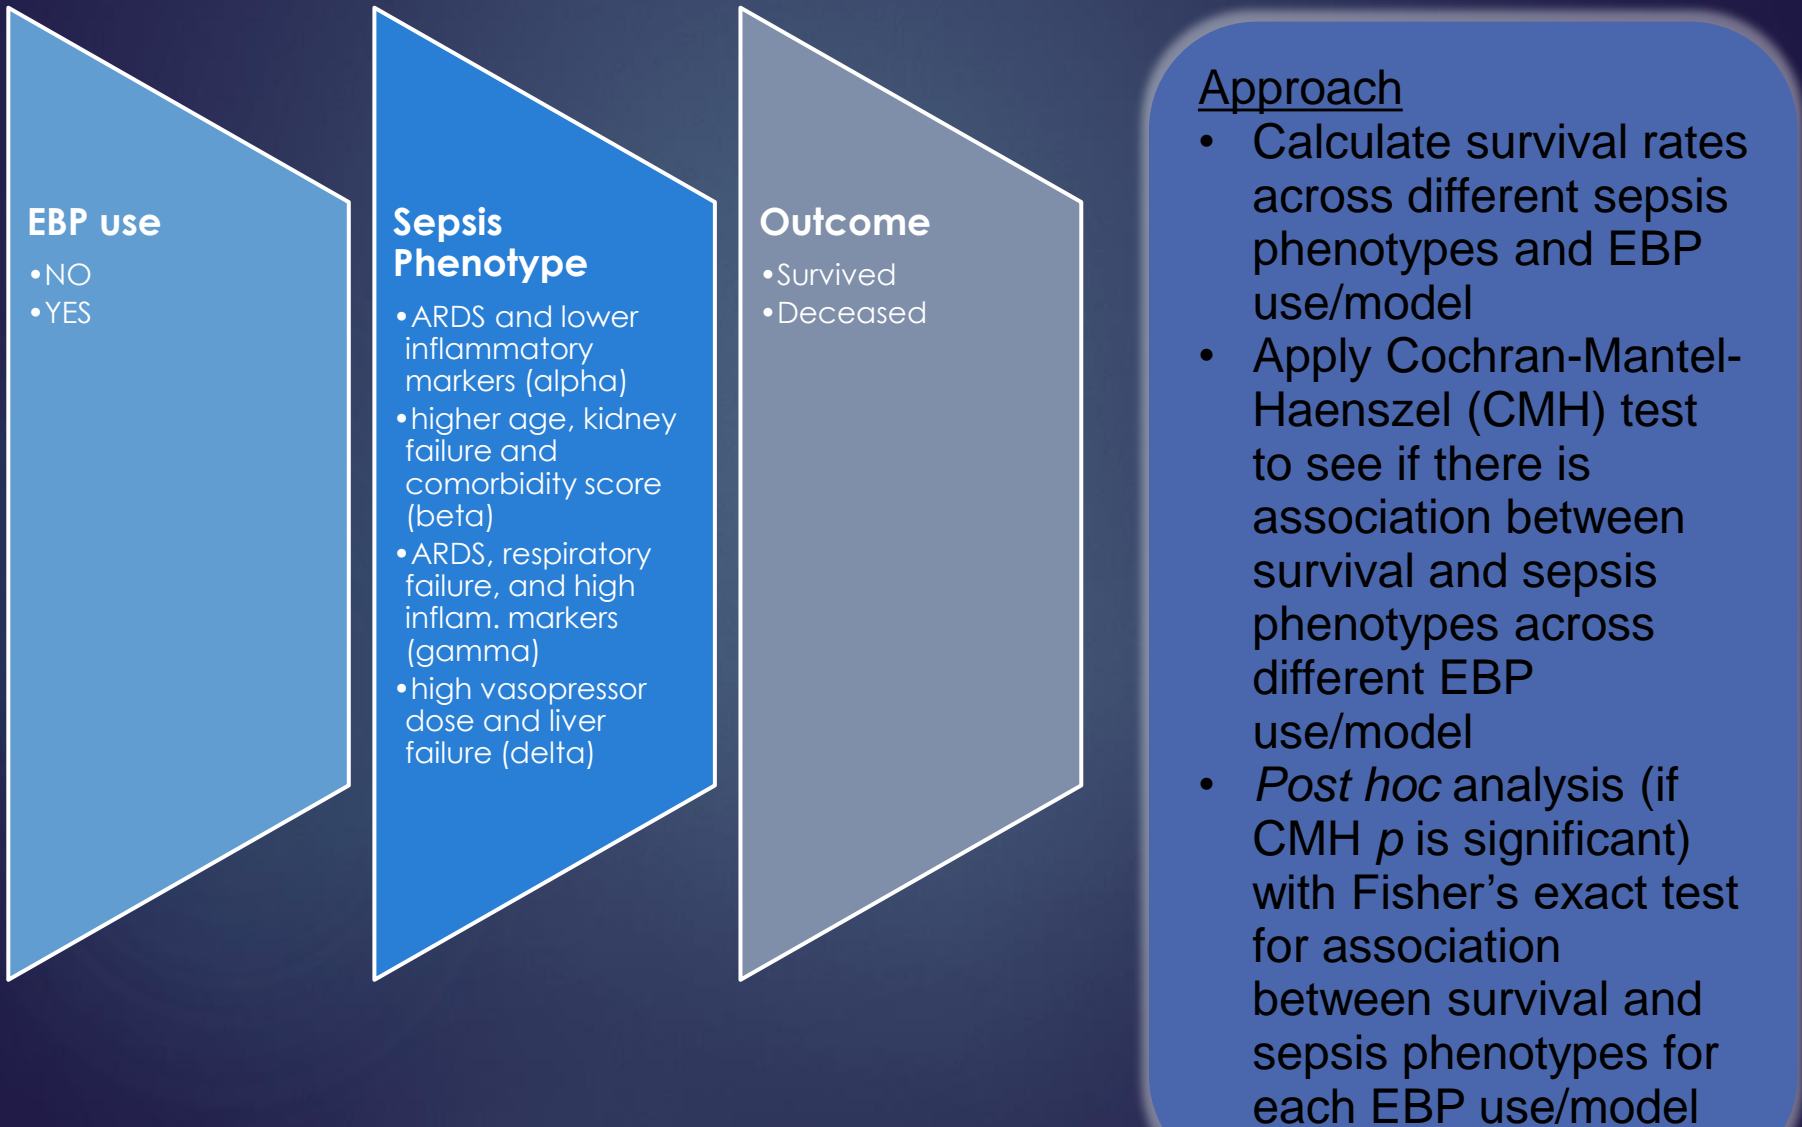 EBP use
•NO
•YES
Sepsis
Phenotype
•ARDS and lower
inflammatory
markers (alpha)
•higher age, kidney
failure and
comorbidity score
(beta)
•ARDS, respiratory
failure, and high
inflam. markers
(gamma)
•high vasopressor
dose and liver
failure (delta)
Outcome
•Survived
•Deceased
Approach
• Calculate survival rates
across different sepsis
phenotypes and EBP
use/model
• Apply Cochran-Mantel-
Haenszel (CMH) test
to see if there is
association between
survival and sepsis
phenotypes across
different EBP
use/model
• Post hoc analysis (if
CMH p is significant)
with Fisher’s exact test
for association
between survival and
sepsis phenotypes for
each EBP use/model